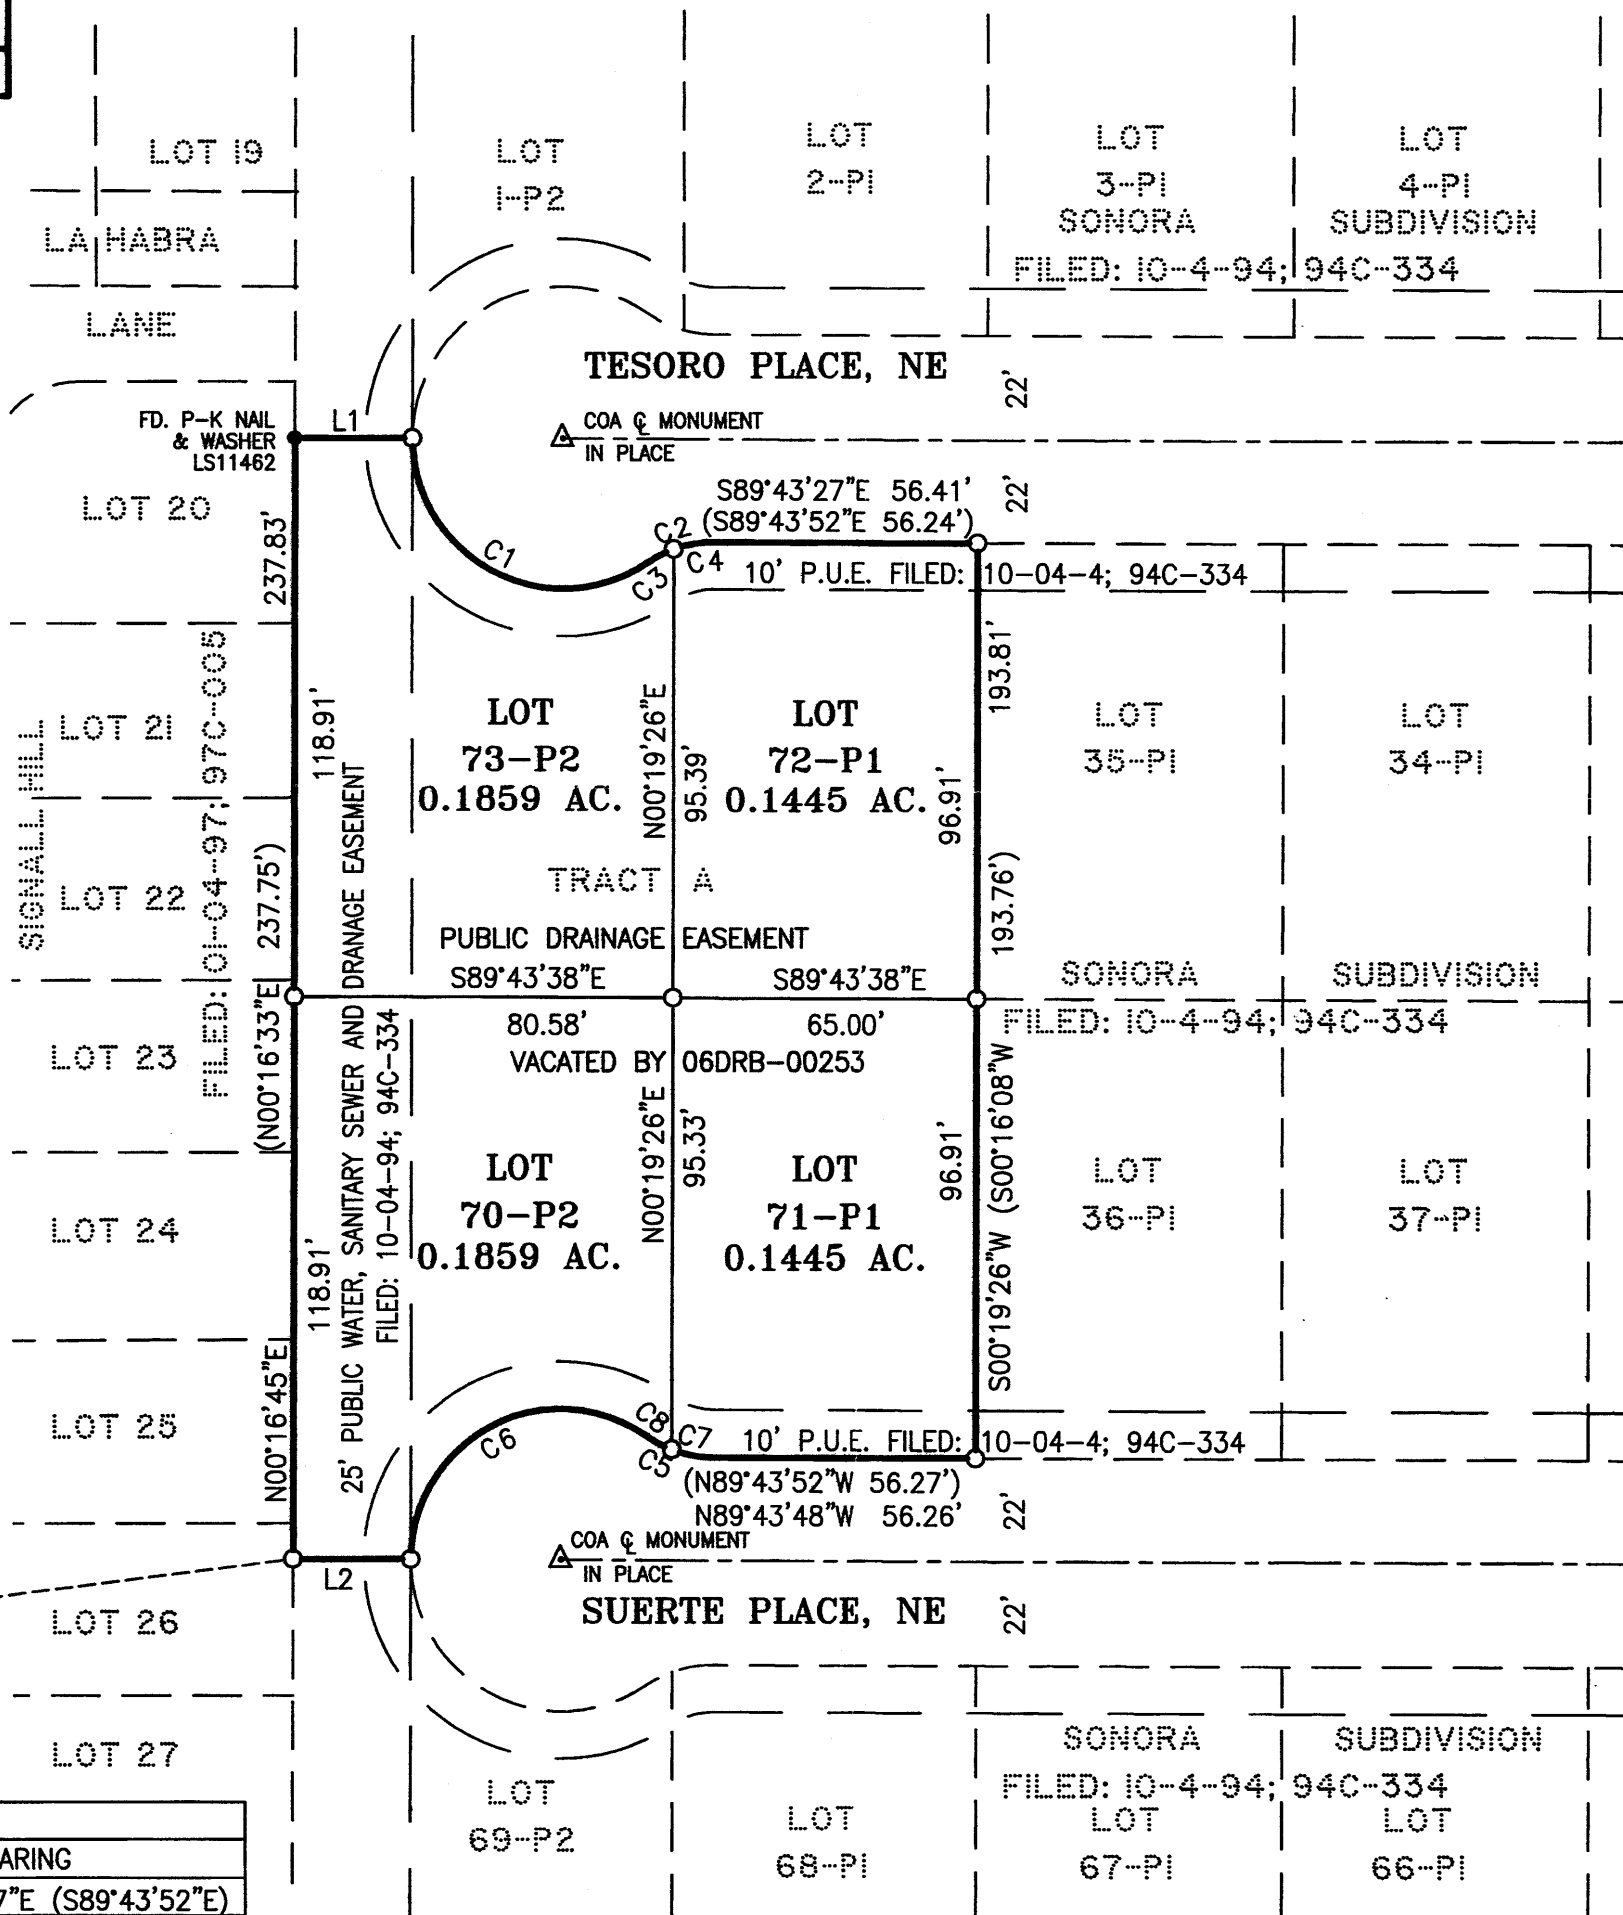 LOT 19
LOT
1-P2
LOT
2-P1
LOT
3-P1
LOT
4-P1
SONORA SUBDIVISION
FILED: 10-4-94; 94C-334
LA HABRA
LANE
TESORO PLACE, NE
22'
FD. P-K NAIL
& WASHER
LS11462
L1
COA ℄ MONUMENT
IN PLACE
LOT 20
22'
S89°43'27"E 56.41'
(S89°43'52"E 56.24')
C1
C2
C3
C4
10' P.U.E. FILED: 10-04-4; 94C-334
237.83'
118.91'
193.81'
LOT 21
SIGNALL HILL
FILED: 01-04-97; 97C-005
LOT
73-P2
0.1859 AC.
N00°19'26"E
95.39'
LOT
72-P1
0.1445 AC.
96.91'
LOT
35-P1
LOT
34-P1
LOT 22
237.75')
(N00°16'33"E
TRACT A
PUBLIC DRAINAGE EASEMENT
193.76')
S89°43'38"E
S89°43'38"E
SONORA SUBDIVISION
80.58'
65.00'
FILED: 10-4-94; 94C-334
VACATED BY 06DRB-00253
LOT 23
25' PUBLIC WATER, SANITARY SEWER AND DRANAGE EASEMENT
FILED: 10-04-94; 94C-334
LOT 24
118.91'
N00°16'45"E
LOT
70-P2
0.1859 AC.
N00°19'26"E
95.33'
LOT
71-P1
0.1445 AC.
96.91'
S00°19'26"W (S00°16'08"W
LOT
36-P1
LOT
37-P1
LOT 25
C6
C8
C7
C5
10' P.U.E. FILED: 10-04-4; 94C-334
(N89°43'52"W 56.27')
N89°43'48"W 56.26'
22'
COA ℄ MONUMENT
IN PLACE
L2
LOT 26
SUERTE PLACE, NE
22'
LOT 27
SONORA SUBDIVISION
FILED: 10-4-94; 94C-334
LOT
69-P2
LOT
68-P1
LOT
67-P1
LOT
66-P1
ARING
7"E (S89°43'52"E)